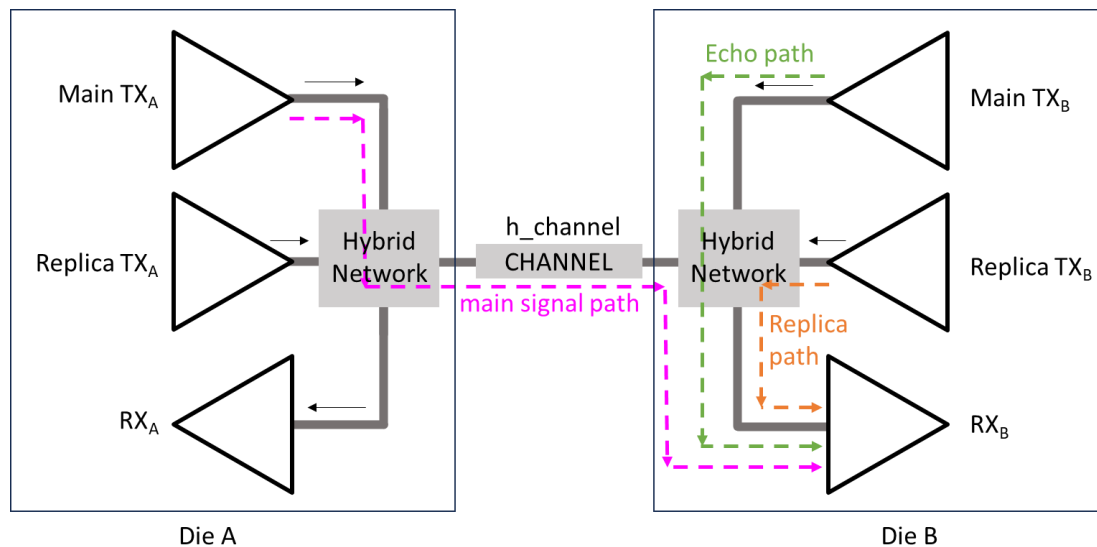 Main TXA
Replica TXA
RXA
Hybrid
Network
h_channel
CHANNEL
main signal path
Echo path
Hybrid
Network
Replica
path
Main TXB
Replica TXB
RXB
Die A
Die B